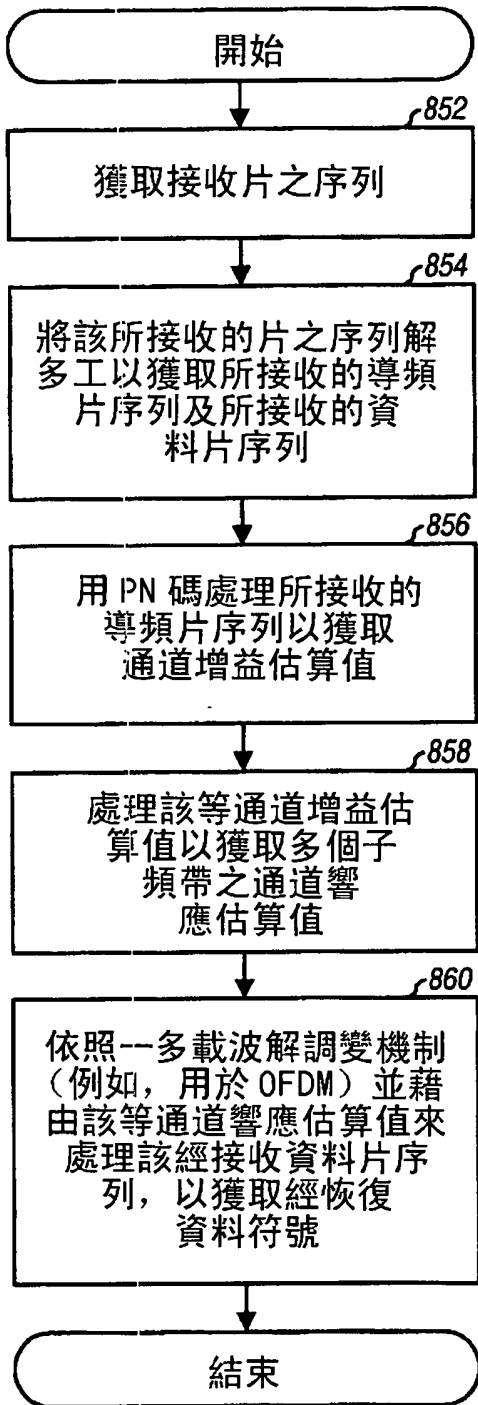 開始
852
獲取接收片之序列
854
將該所接收的片之序列解
多工以獲取所接收的導頻
片序列及所接收的資
料片序列
856
用 PN 碼處理所接收的
導頻片序列以獲取
通道增益估算值
858
處理該等通道增益估
算值以獲取多個子
頻帶之通道響
應估算值
860
依照一多載波解調變機制
（例如，用於 OFDM）並藉
由該等通道響應估算值來
處理該經接收資料片序
列，以獲取經恢復
資料符號
結束